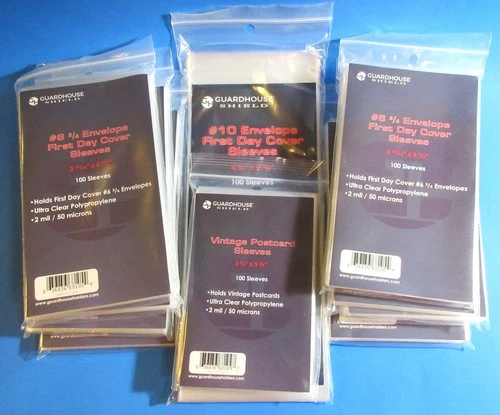 GUARDHOUSE
SHIELD
#6 ¾ Envelope
First Day Cover
Sleeves
100 Sleeves
•Holds First Day Cover #6 ¾ Envelopes
•Ultra Clear Polypropylene
•2 mil / 50 microns
www.guardhouseholders.com
GUARDHOUSE
SHIELD
#10 Envelope
First Day Cover
Sleeves
100 Sleeves
GUARDHOUSE
SHIELD
Vintage Postcard
Sleeves
100 Sleeves
•Holds Vintage Postcards
•Ultra Clear Polypropylene
•2 mil / 50 microns
www.guardhouseholders.com
GUARDHOUSE
SHIELD
#6 ¾ Envelope
First Day Cover
Sleeves
100 Sleeves
•Holds First Day Cover #6 ¾ Envelopes
•Ultra Clear Polypropylene
•2 mil / 50 microns
www.guardhouseholders.com